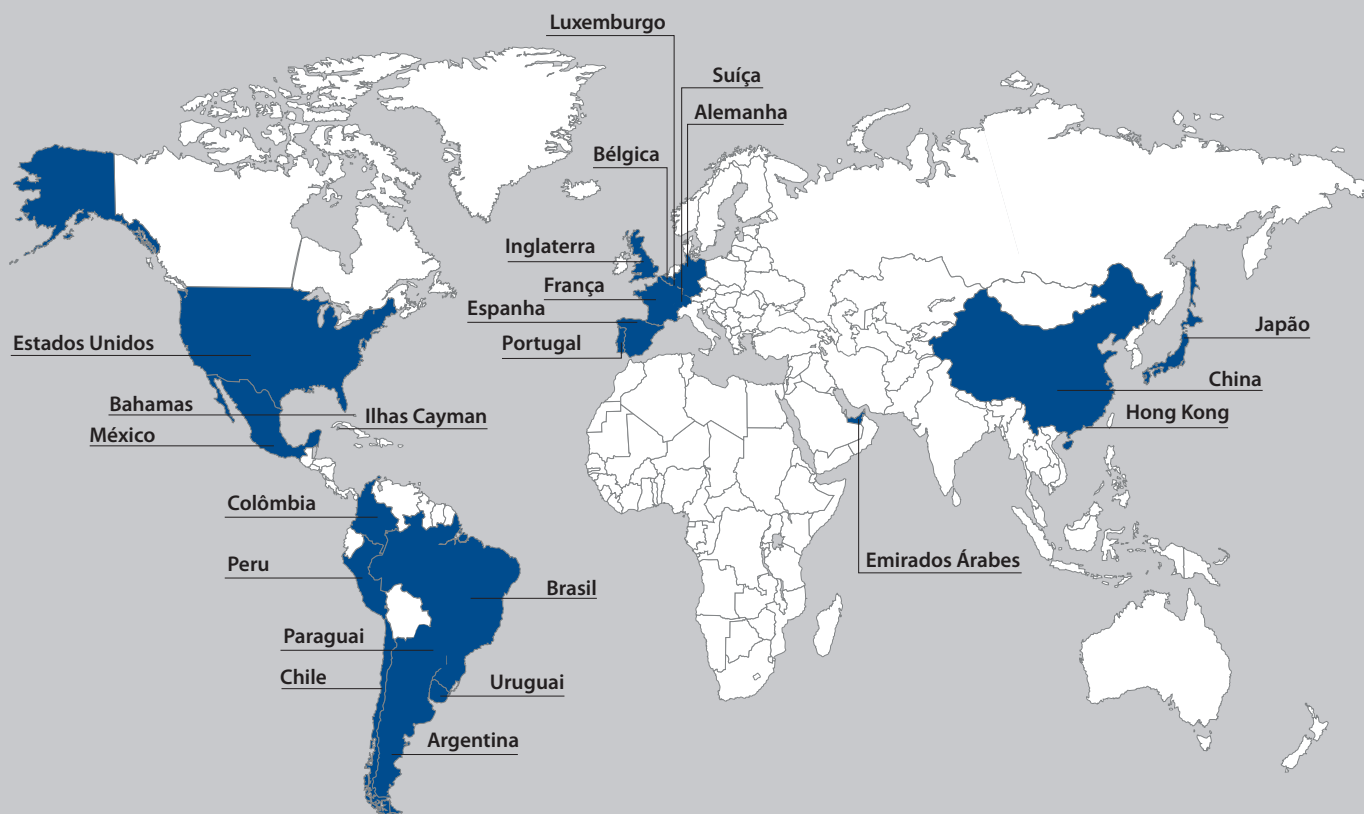 Luxemburgo
Suíça
Alemanha
Bélgica
Inglaterra
França
Espanha
Portugal
Estados Unidos
Bahamas
Ilhas Cayman
México
Japão
China
Hong Kong
Colômbia
Peru
Brasil
Emirados Árabes
Paraguai
Chile
Uruguai
Argentina